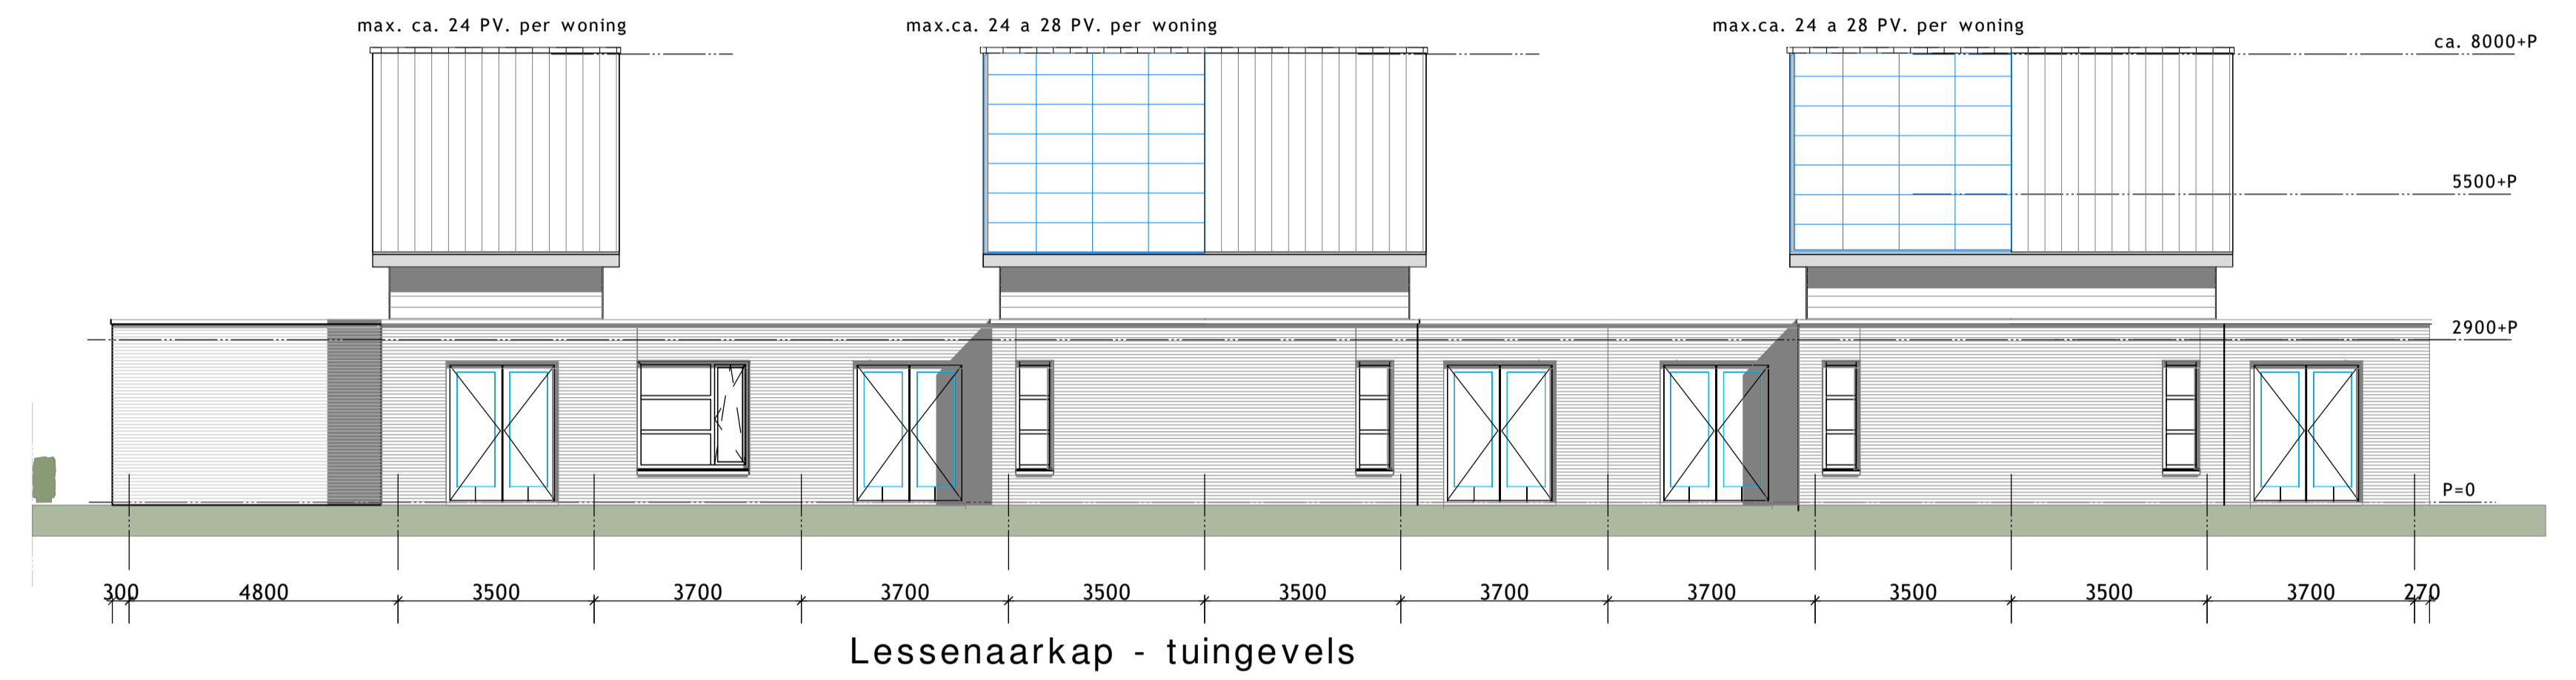 max. ca. 24 PV. per woning
max.ca. 24 a 28 PV. per woning
max.ca. 24 a 28 PV. per woning
ca. 8000+P
5500+P
2900+P
P=0
300 4800 3500 3700 3700 3500 3500 3700 3700 3500 3500 3700 270
Lessenaarkap - tuingevels